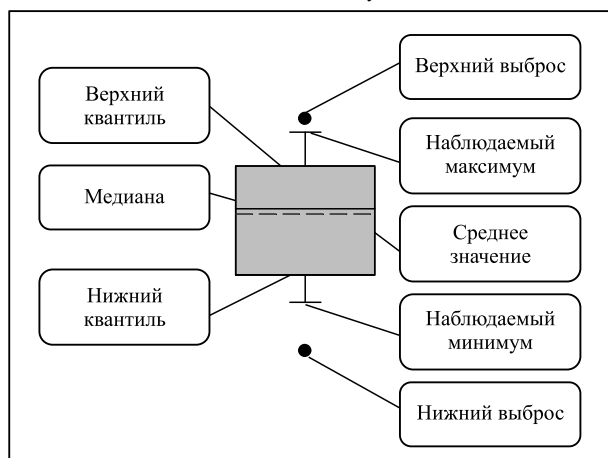 Верхний
квантиль
Медиана
Нижний
квантиль
Верхний выброс
Наблюдаемый
максимум
Среднее
значение
Наблюдаемый
минимум
Нижний выброс